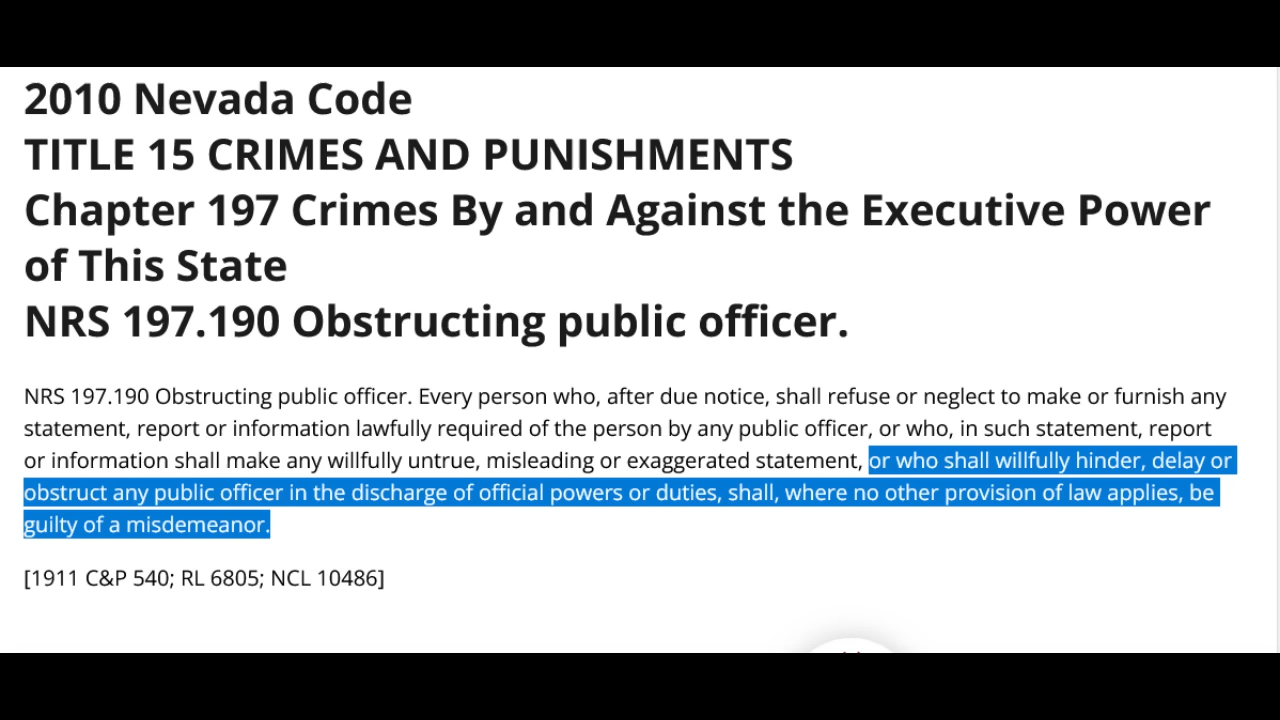 2010 Nevada Code
TITLE 15 CRIMES AND PUNISHMENTS
Chapter 197 Crimes By and Against the Executive Power
of This State
NRS 197.190 Obstructing public officer.
NRS 197.190 Obstructing public officer. Every person who, after due notice, shall refuse or neglect to make or furnish any
statement, report or information lawfully required of the person by any public officer, or who, in such statement, report
or information shall make any willfully untrue, misleading or exaggerated statement, or who shall willfully hinder, delay or
obstruct any public officer in the discharge of official powers or duties, shall, where no other provision of law applies, be
guilty of a misdemeanor.
[1911 C&P 540; RL 6805; NCL 10486]